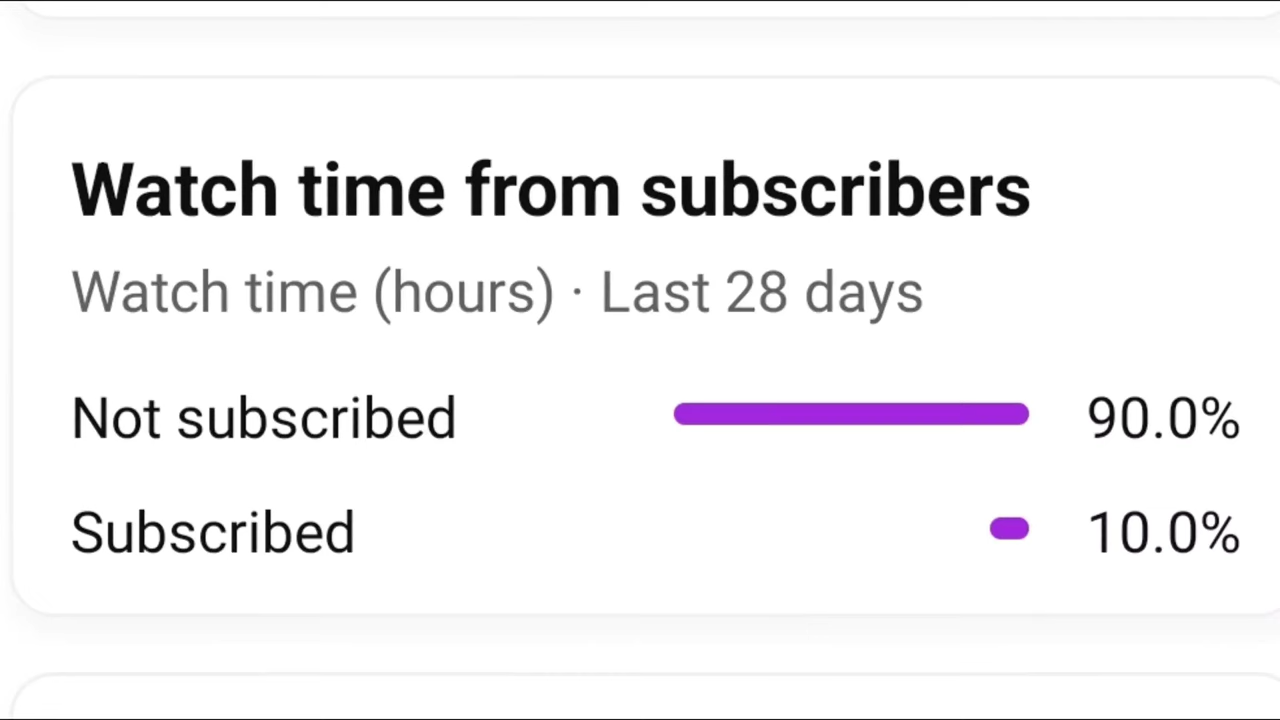 Watch time from subscribers
Watch time (hours) · Last 28 days
Not subscribed 90.0%
Subscribed 10.0%